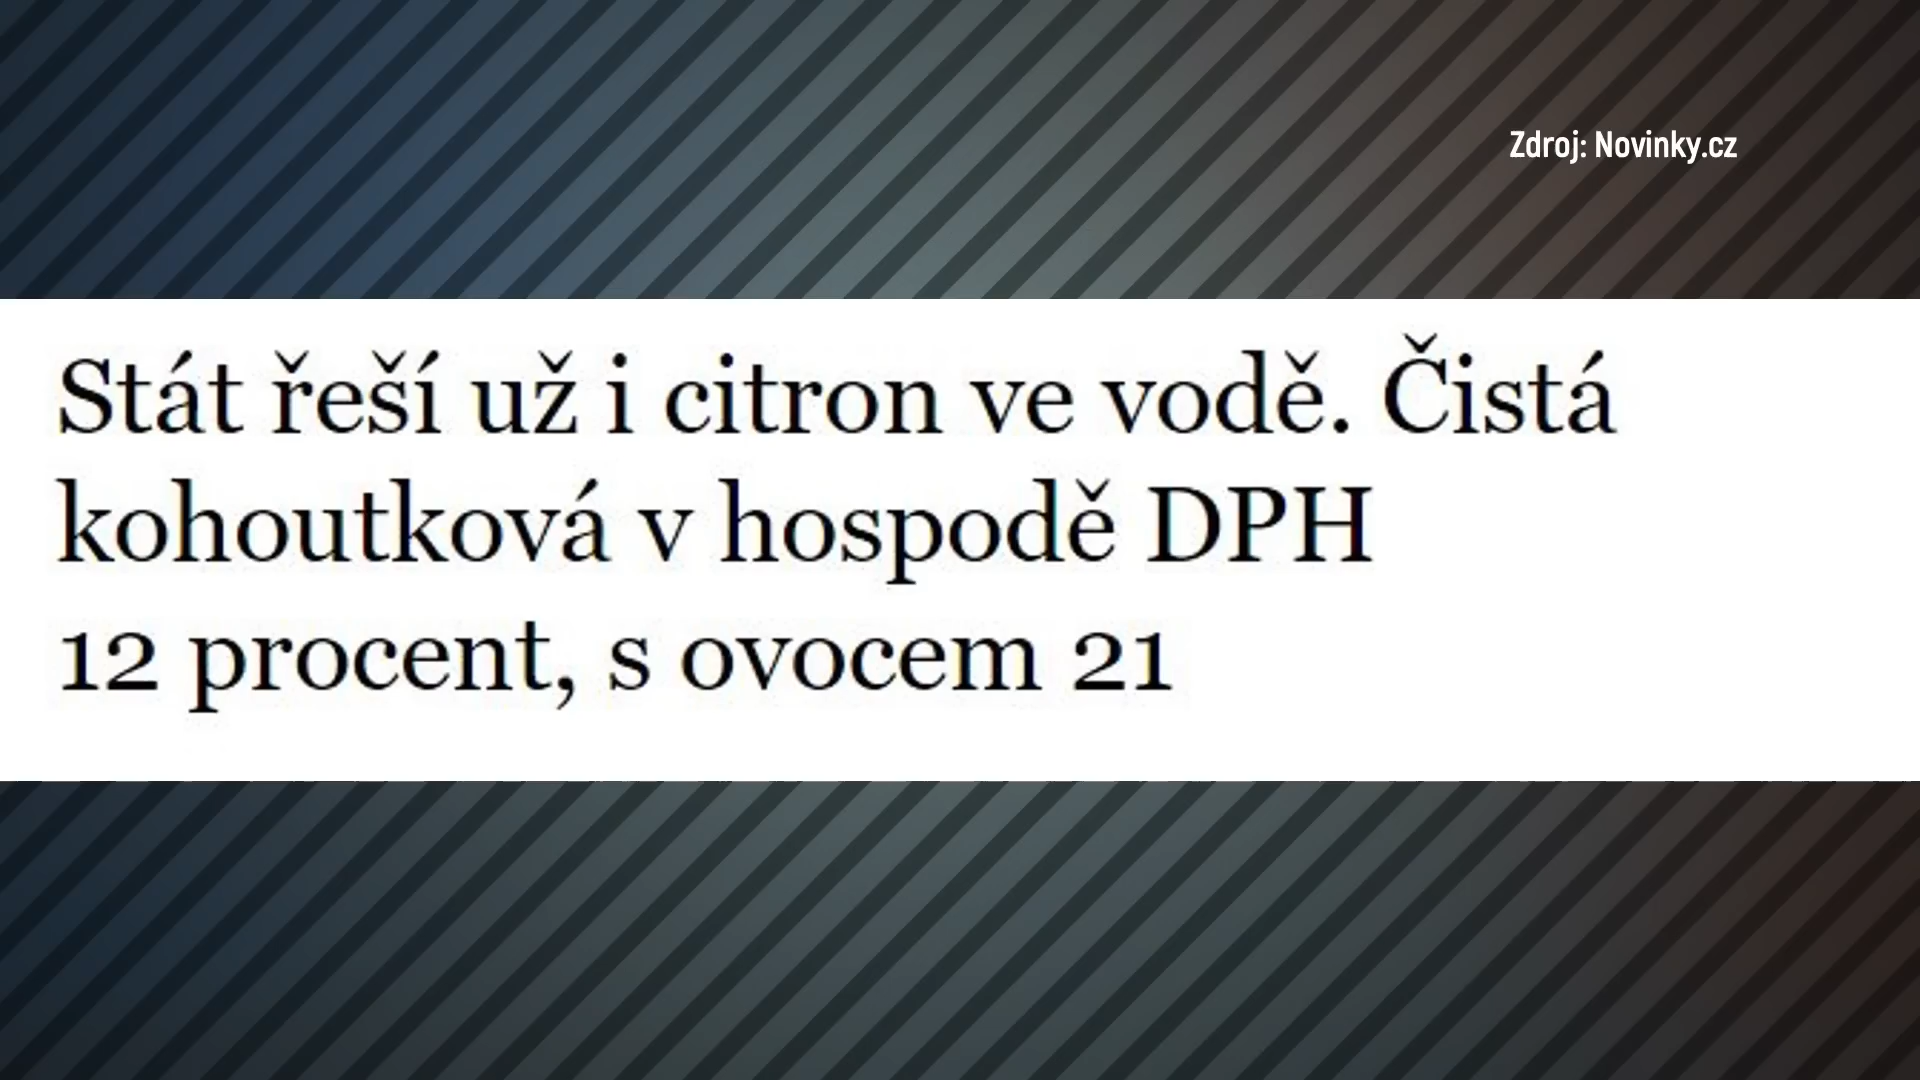 Zdroj: Novinky.cz
Stát řeší už i citron ve vodě. Čistá
kohoutková v hospodě DPH
12 procent, s ovocem 21